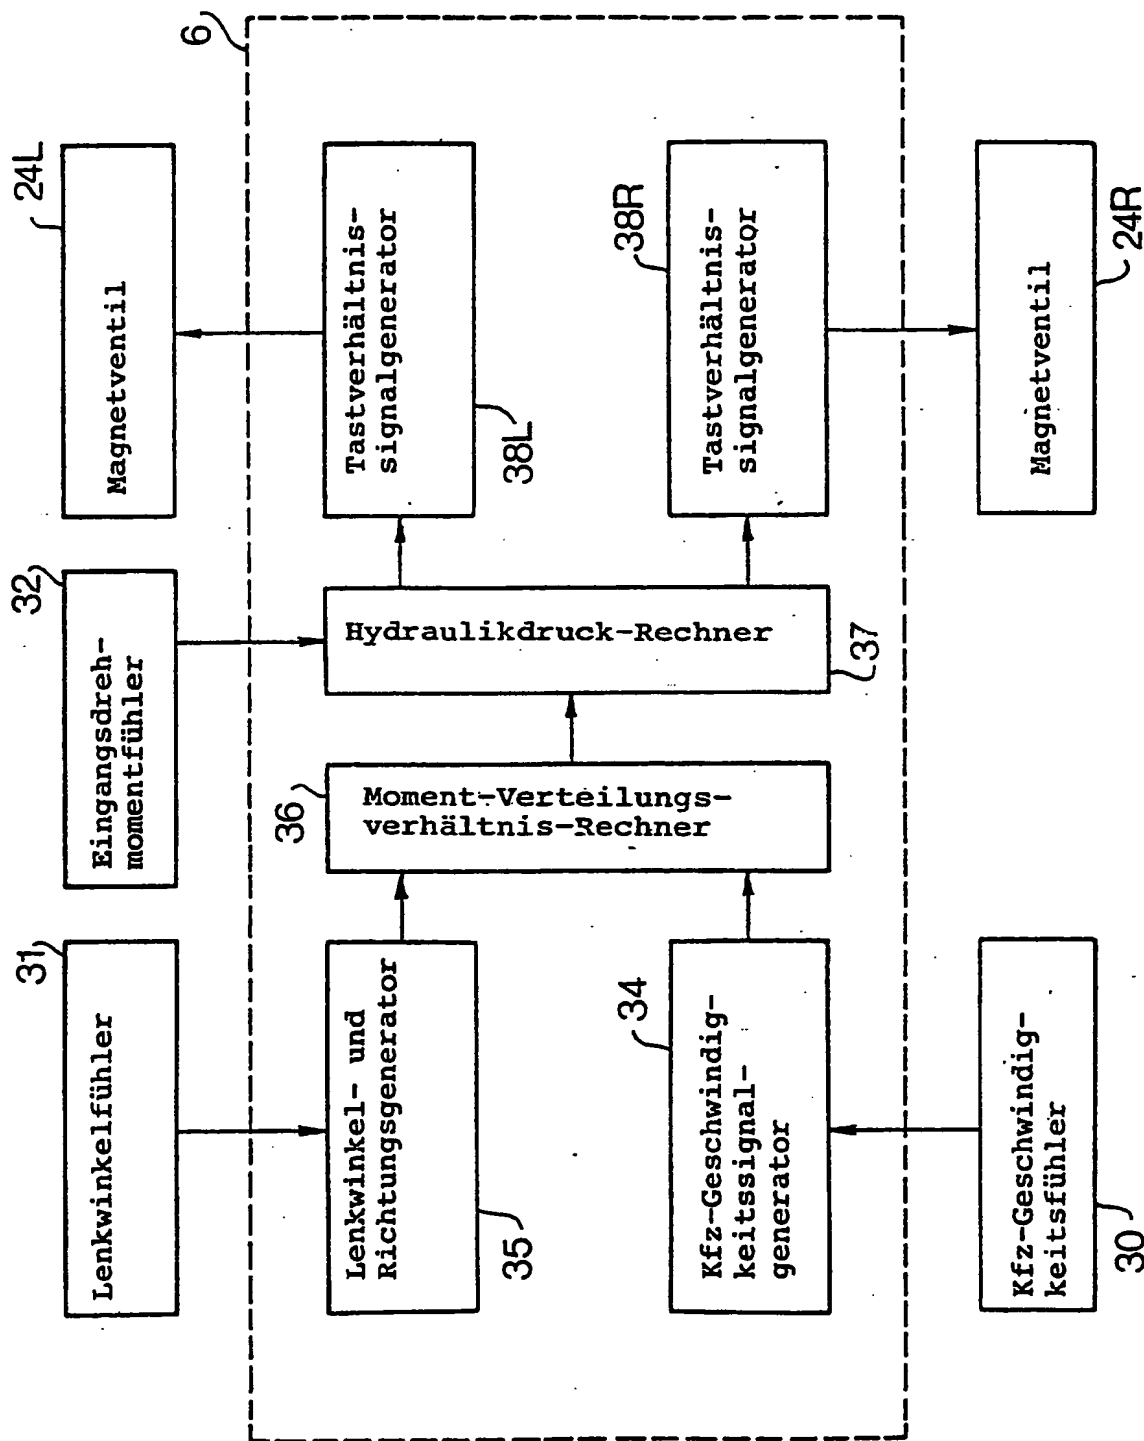 31
Lenkwinkelfühler
32
Eingangsdreh-
momentfühler
24L
Magnetventil
6
35
Lenkwinkel- und
Richtungsgenerator
36
Moment-Verteilungs-
verhältnis-Rechner
Hydraulikdruck-Rechner
37
Tastverhältnis-
signalgenerator
38L
34
Kfz-Geschwindig-
keitssignal-
generator
38R
Tastverhältnis-
signalgenerator
Kfz-Geschwindig-
keitsfühler
30
Magnetventil
24R